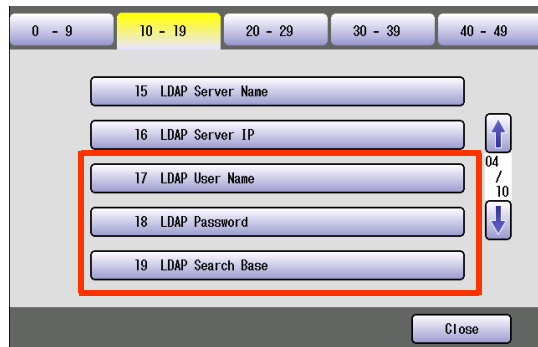 0 - 9 10 - 19 20 - 29 30 - 39 40 - 49
15 LDAP Server Name
16 LDAP Server IP
17 LDAP User Name
18 LDAP Password
19 LDAP Search Base
04
/
10
Close